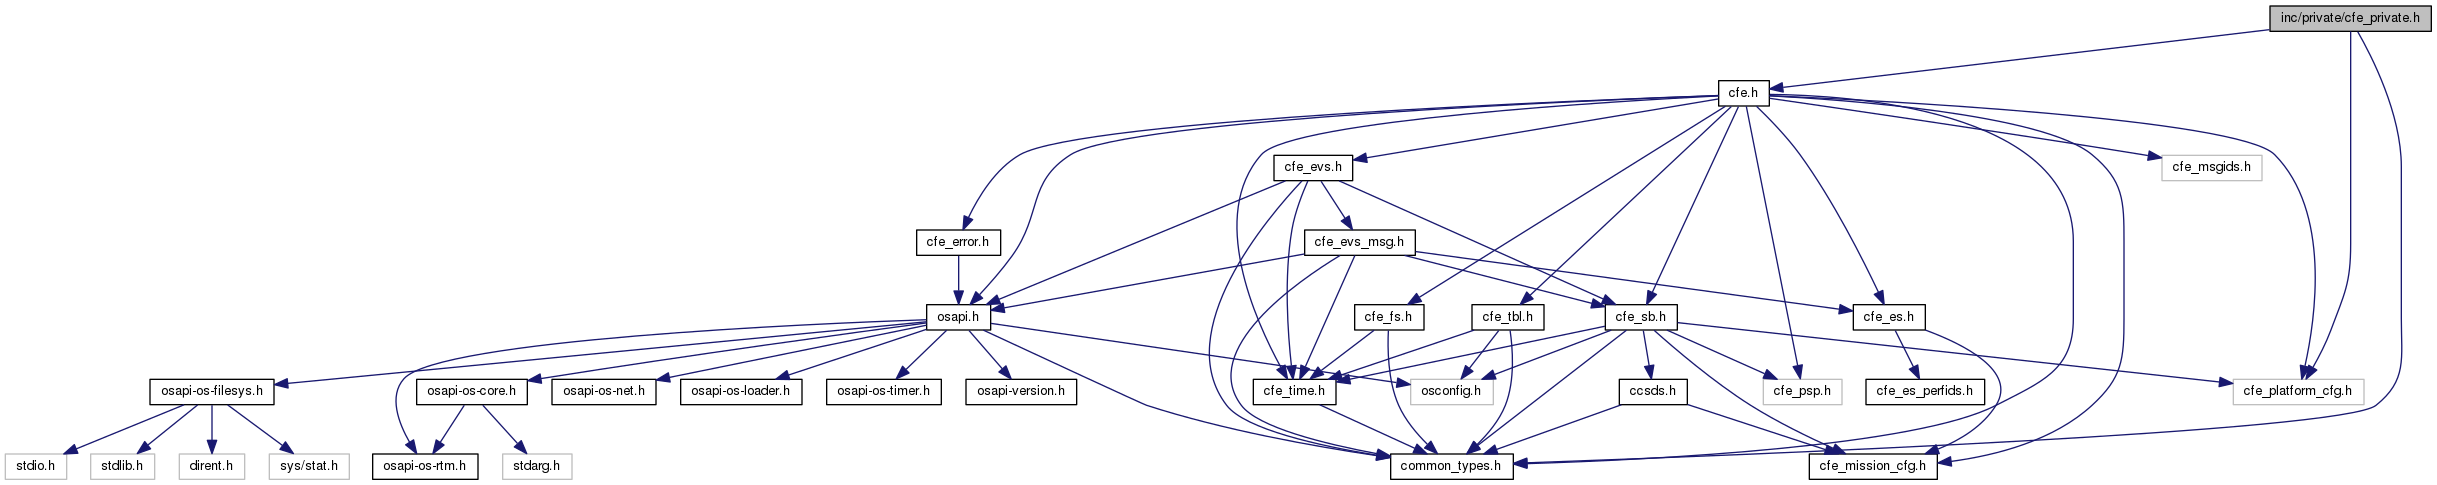 inc/private/cfe_private.h
cfe.h
cfe_evs.h
cfe_msgids.h
cfe_error.h
cfe_evs_msg.h
osapi.h
cfe_fs.h
cfe_tbl.h
cfe_sb.h
cfe_es.h
osapi-os-filesys.h
osapi-os-core.h
osapi-os-net.h
osapi-os-loader.h
osapi-os-timer.h
osapi-version.h
cfe_time.h
osconfig.h
ccsds.h
cfe_psp.h
cfe_es_perfids.h
cfe_platform_cfg.h
stdio.h
stdlib.h
dirent.h
sys/stat.h
osapi-os-rtm.h
stdarg.h
common_types.h
cfe_mission_cfg.h